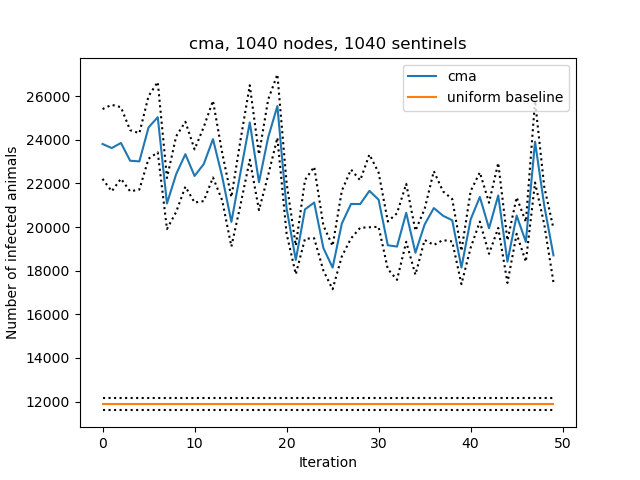 cma, 1040 nodes, 1040 sentinels
cma
uniform baseline
26000
24000
22000
20000
18000
16000
14000
12000
Number of infected animals
0 10 20 30 40 50
Iteration